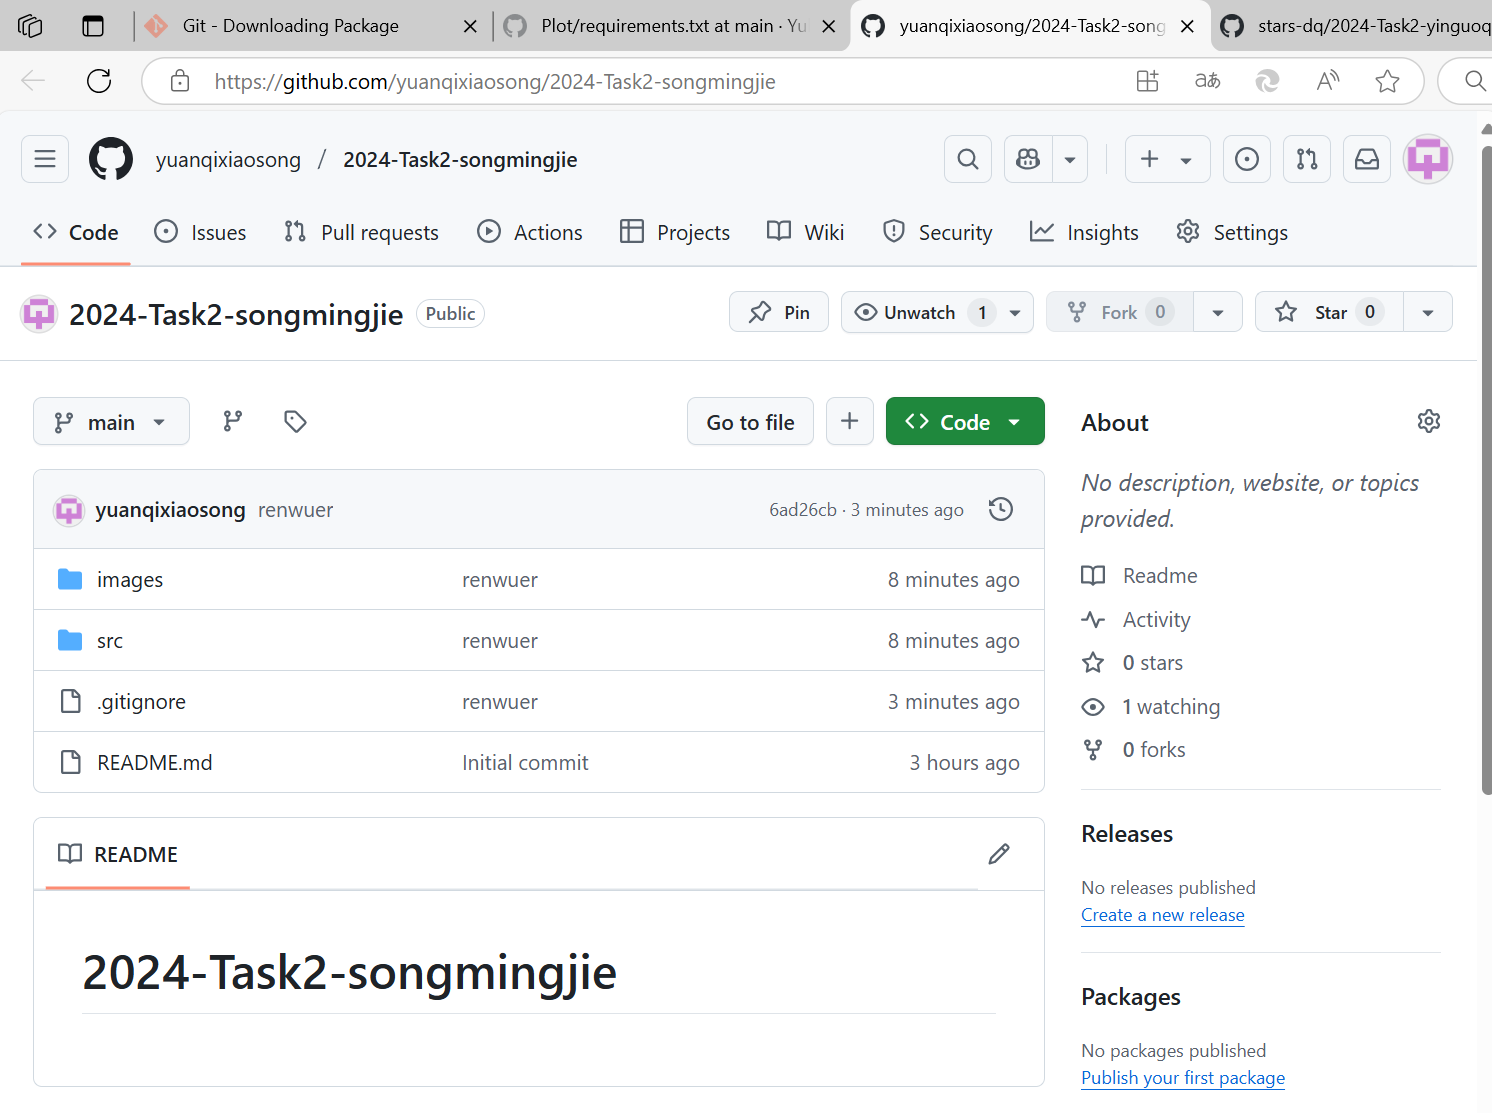 Git - Downloading Package
Plot/requirements.txt at main · Yu
yuanqixiaosong/2024-Task2-song
stars-dq/2024-Task2-yinguoq
https://github.com/yuanqixiaosong/2024-Task2-songmingjie
yuanqixiaosong / 2024-Task2-songmingjie
Code Issues Pull requests Actions Projects Wiki Security Insights Settings
2024-Task2-songmingjie Public
Pin Unwatch 1 Fork 0 Star 0
main Go to file Code
yuanqixiaosong renwuer 6ad26cb · 3 minutes ago
images renwuer 8 minutes ago
src renwuer 8 minutes ago
.gitignore renwuer 3 minutes ago
README.md Initial commit 3 hours ago
README
2024-Task2-songmingjie
About
No description, website, or topics
provided.
Readme
Activity
0 stars
1 watching
0 forks
Releases
No releases published
Create a new release
Packages
No packages published
Publish your first package